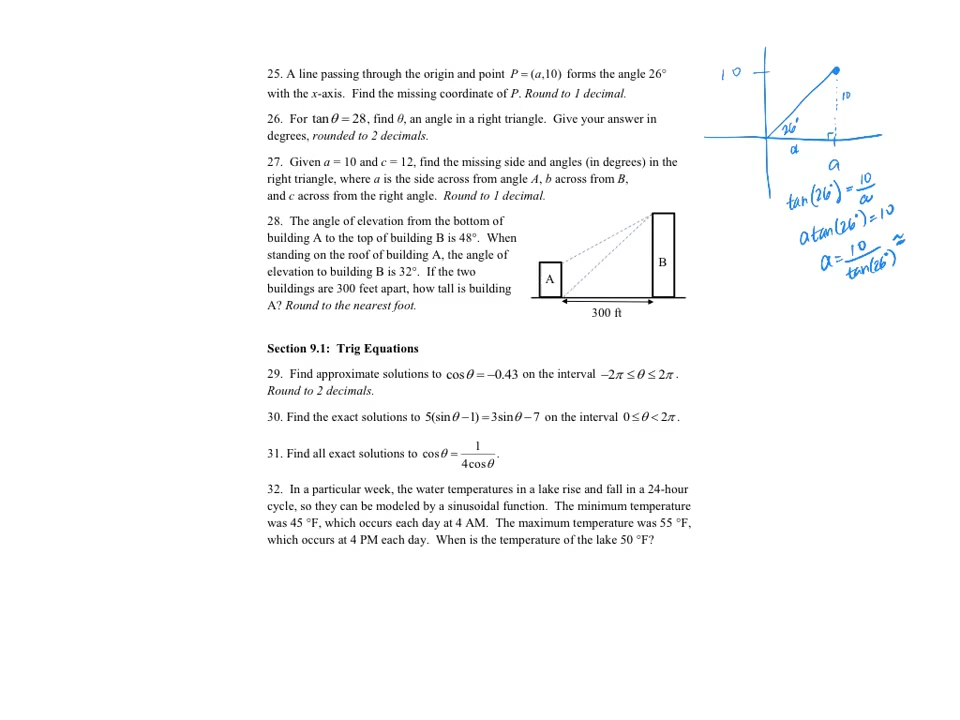 25. A line passing through the origin and point P = (a,10) forms the angle 26°
with the x-axis. Find the missing coordinate of P. Round to 1 decimal.
26. For tan θ = 28, find θ, an angle in a right triangle. Give your answer in
degrees, rounded to 2 decimals.
27. Given a = 10 and c = 12, find the missing side and angles (in degrees) in the
right triangle, where a is the side across from angle A, b across from B,
and c across from the right angle. Round to 1 decimal.
28. The angle of elevation from the bottom of
building A to the top of building B is 48°. When
standing on the roof of building A, the angle of
elevation to building B is 32°. If the two
buildings are 300 feet apart, how tall is building
A? Round to the nearest foot.
A
B
300 ft
Section 9.1: Trig Equations
29. Find approximate solutions to cos θ = −0.43 on the interval −2π ≤ θ ≤ 2π.
Round to 2 decimals.
30. Find the exact solutions to 5(sin θ − 1) = 3sin θ − 7 on the interval 0 ≤ θ < 2π.
31. Find all exact solutions to cos θ = 1/(4cos θ).
32. In a particular week, the water temperatures in a lake rise and fall in a 24-hour
cycle, so they can be modeled by a sinusoidal function. The minimum temperature
was 45 °F, which occurs each day at 4 AM. The maximum temperature was 55 °F,
which occurs at 4 PM each day. When is the temperature of the lake 50 °F?
10
10
26°
a
a
tan(26°) = 10/a
a tan(26°) = 10
a = 10/tan(26°) ≈